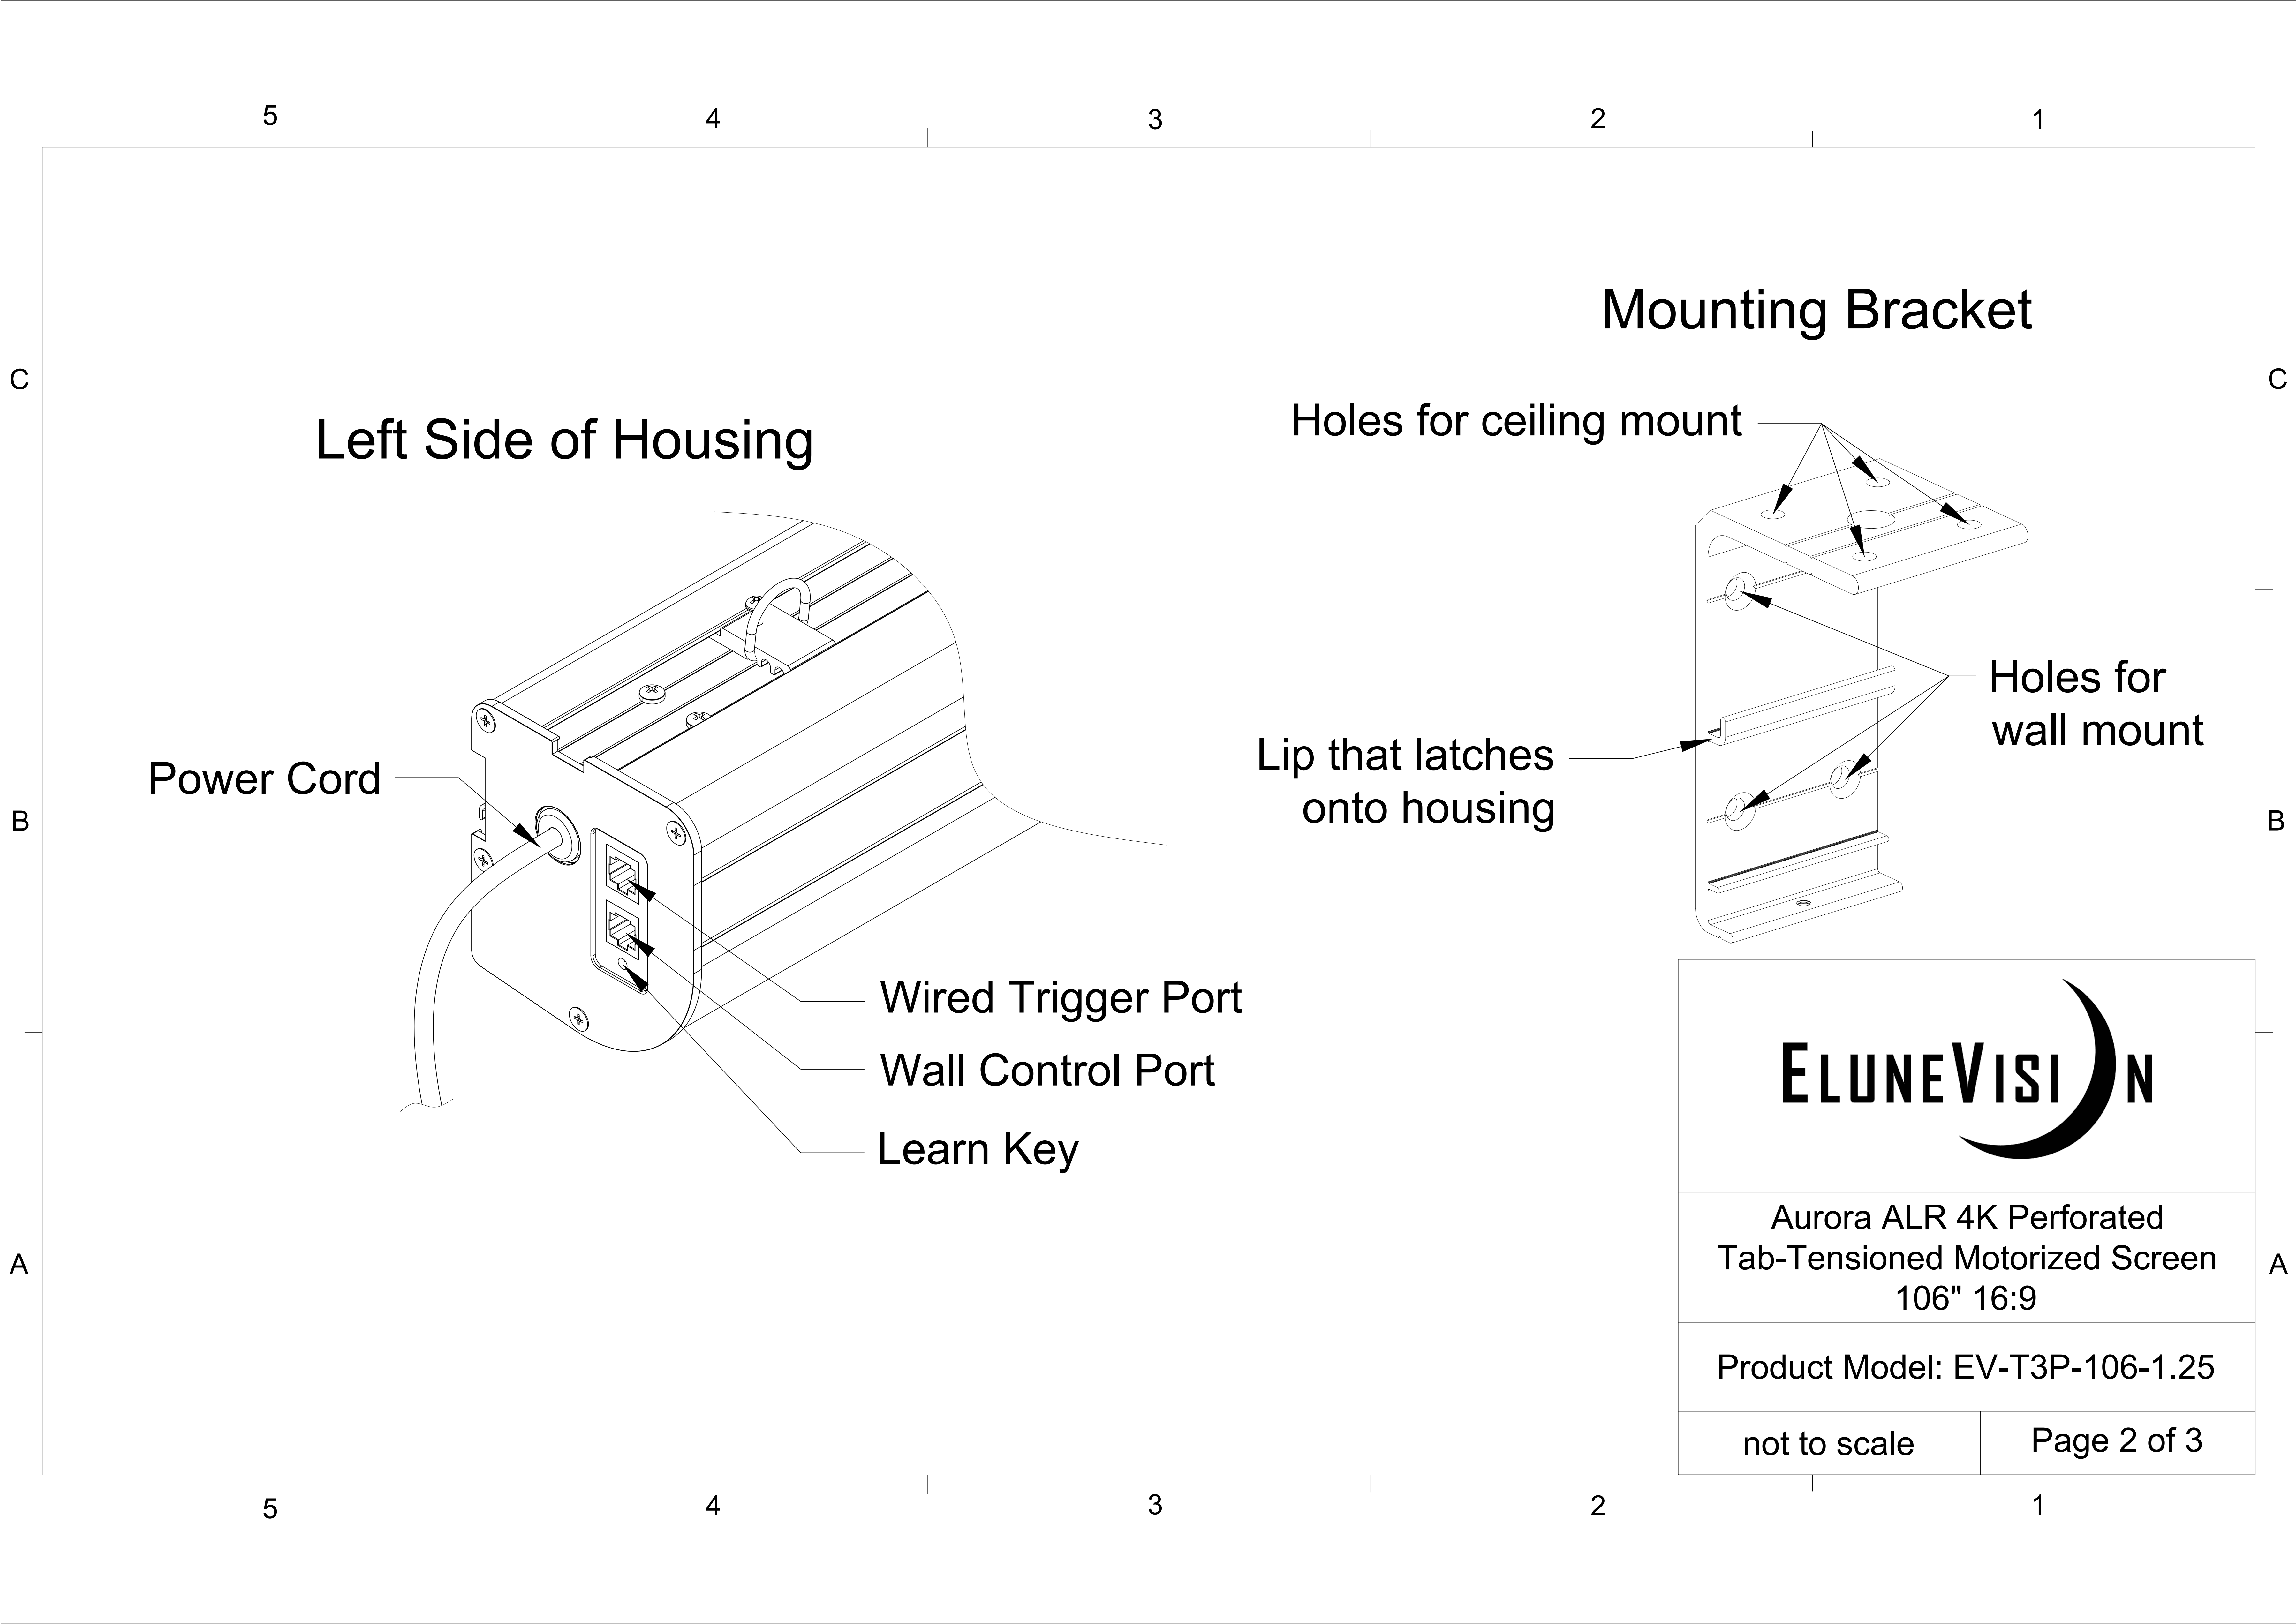 5 4 3 2 1
Mounting Bracket
C C
Holes for ceiling mount
Left Side of Housing
Holes for
wall mount
Lip that latches
onto housing
Power Cord
B B
Wired Trigger Port
Wall Control Port
Learn Key
ELUNEVISION
A A
Aurora ALR 4K Perforated
Tab-Tensioned Motorized Screen
106" 16:9
Product Model: EV-T3P-106-1.25
not to scale
Page 2 of 3
5 4 3 2 1